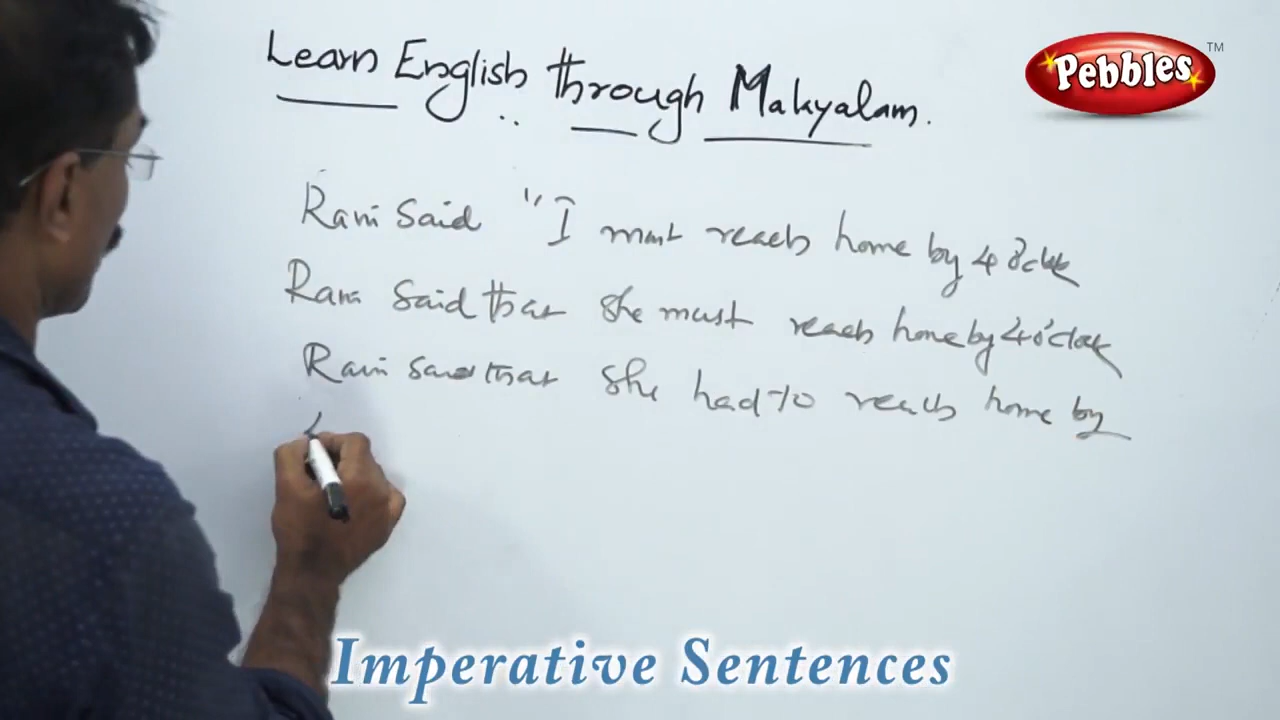 Learn English through Malayalam.
Pebbles TM
Rani said "I must reach home by 4 o'clock
Rani said that she must reach home by 4 o'clock
Rani said that she had to reach home by
Imperative Sentences